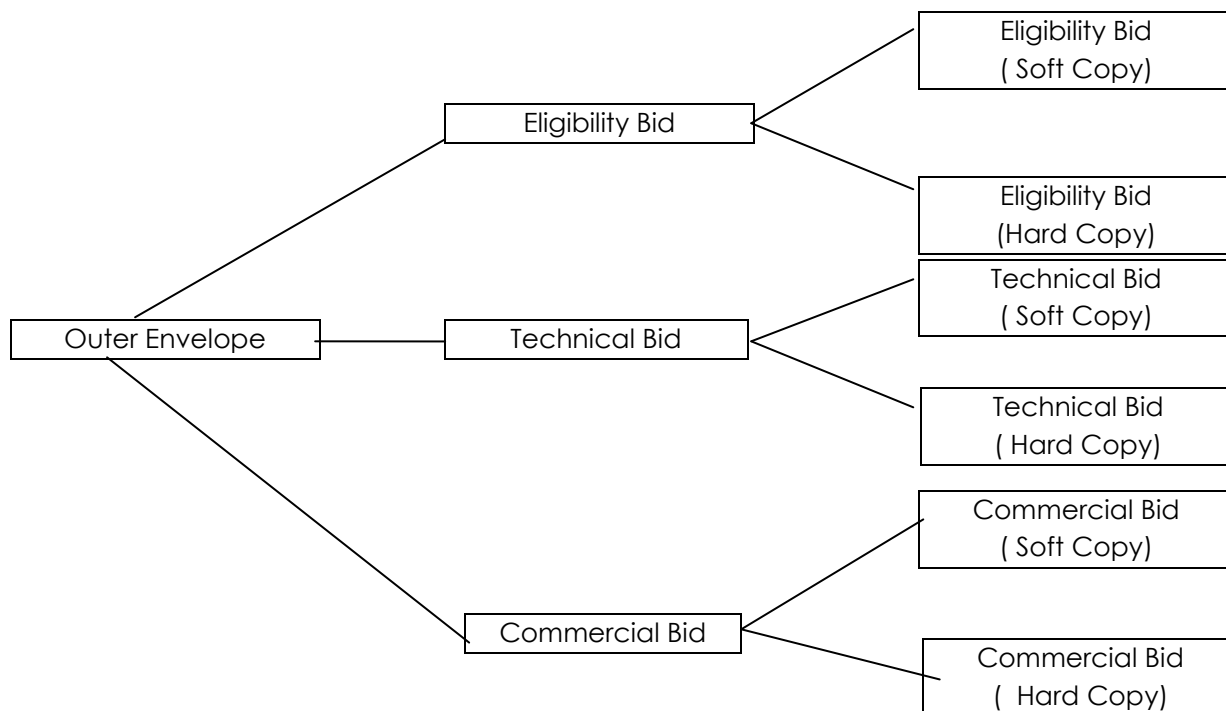 Eligibility Bid
( Soft Copy)
Eligibility Bid
Eligibility Bid
(Hard Copy)
Technical Bid
( Soft Copy)
Outer Envelope
Technical Bid
Technical Bid
( Hard Copy)
Commercial Bid
( Soft Copy)
Commercial Bid
Commercial Bid
( Hard Copy)